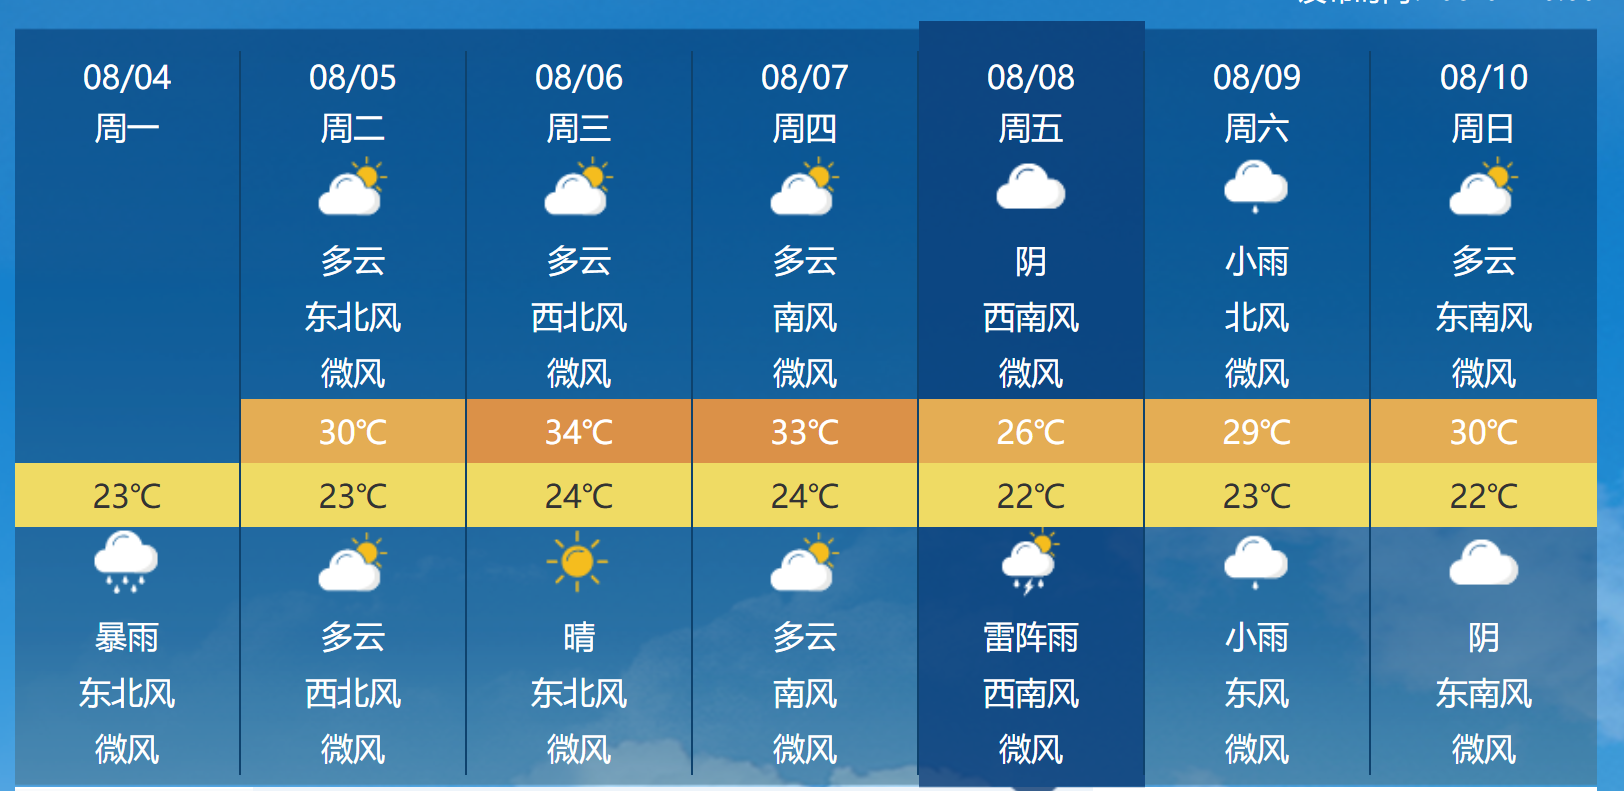 08/04 08/05 08/06 08/07 08/08 08/09 08/10
周一 周二 周三 周四 周五 周六 周日
多云 多云 多云 阴 小雨 多云
东北风 西北风 南风 西南风 北风 东南风
微风 微风 微风 微风 微风 微风
30℃ 34℃ 33℃ 26℃ 29℃ 30℃
23℃ 23℃ 24℃ 24℃ 22℃ 23℃ 22℃
暴雨 多云 晴 多云 雷阵雨 小雨 阴
东北风 西北风 东北风 南风 西南风 东风 东南风
微风 微风 微风 微风 微风 微风 微风